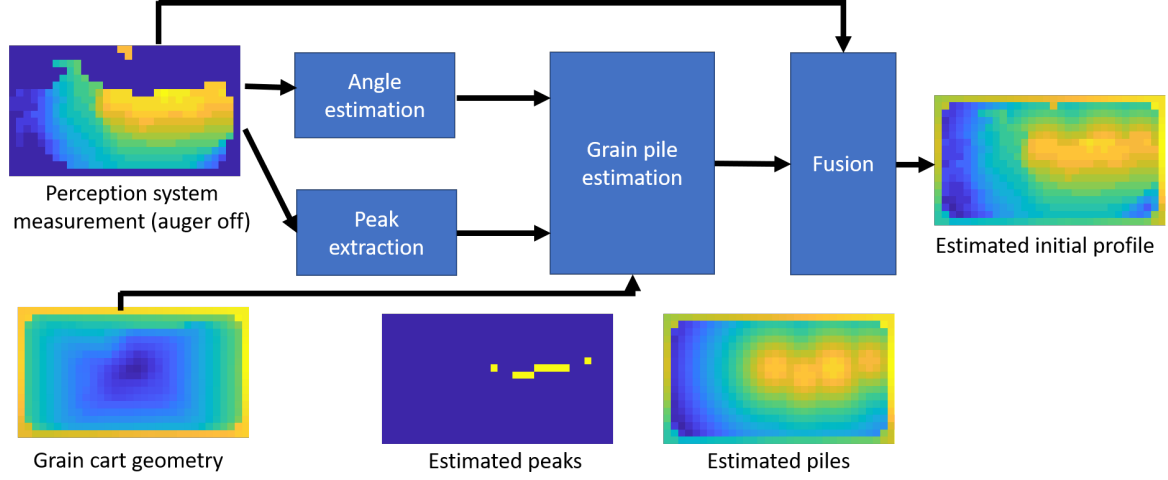 Perception system
measurement (auger off)
Angle
estimation
Peak
extraction
Grain pile
estimation
Fusion
Estimated initial profile
Grain cart geometry
Estimated peaks
Estimated piles